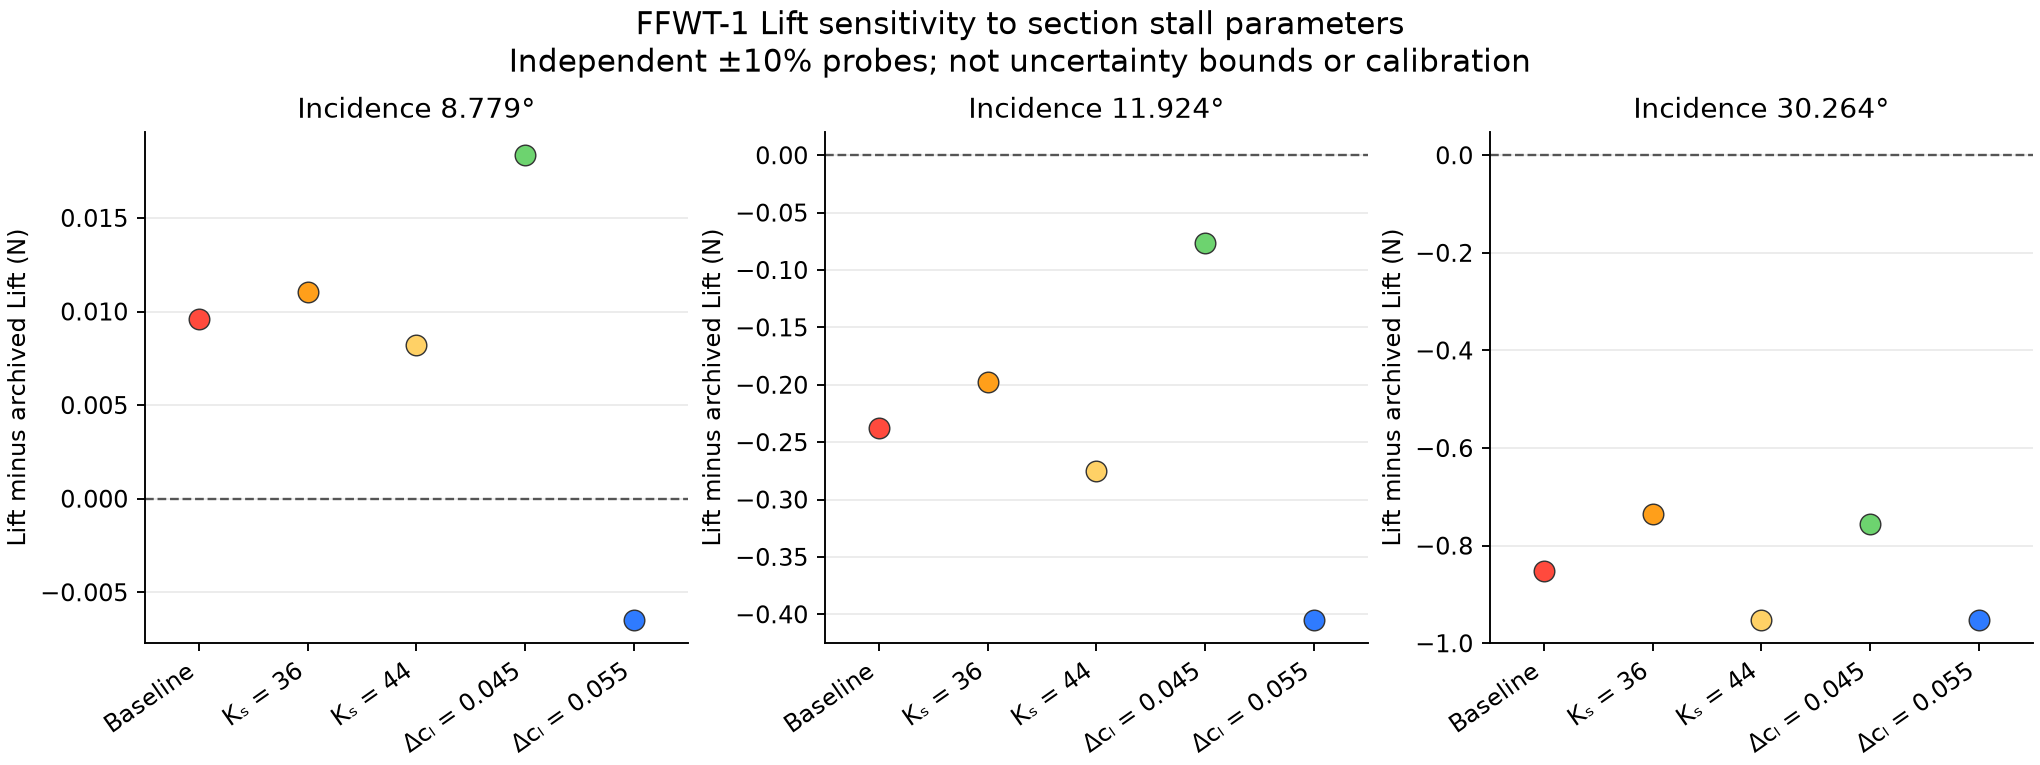 FFWT-1 Lift sensitivity to section stall parameters
Independent ±10% probes; not uncertainty bounds or calibration
Incidence 8.779°
Lift minus archived Lift (N)
0.015
0.010
0.005
0.000
−0.005
Baseline
Kₛ = 36
Kₛ = 44
Δcₗ = 0.045
Δcₗ = 0.055
Incidence 11.924°
Lift minus archived Lift (N)
0.00
−0.05
−0.10
−0.15
−0.20
−0.25
−0.30
−0.35
−0.40
Baseline
Kₛ = 36
Kₛ = 44
Δcₗ = 0.045
Δcₗ = 0.055
Incidence 30.264°
Lift minus archived Lift (N)
0.0
−0.2
−0.4
−0.6
−0.8
−1.0
Baseline
Kₛ = 36
Kₛ = 44
Δcₗ = 0.045
Δcₗ = 0.055